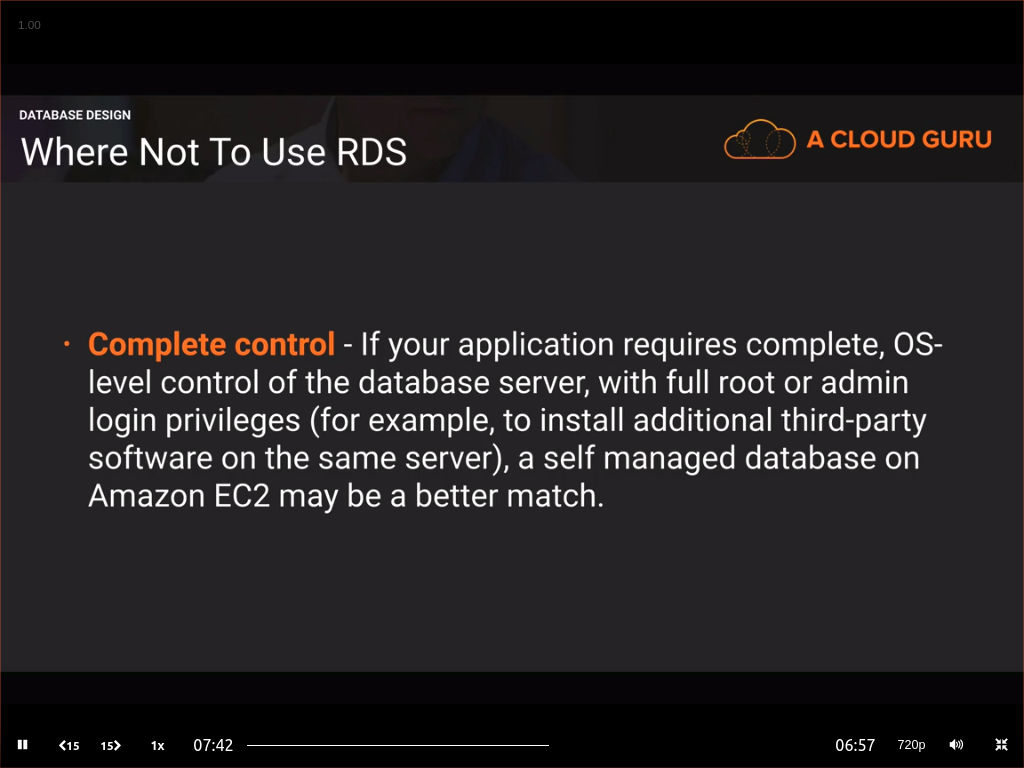 1.00
DATABASE DESIGN
Where Not To Use RDS
A CLOUD GURU
• Complete control - If your application requires complete, OS-
level control of the database server, with full root or admin
login privileges (for example, to install additional third-party
software on the same server), a self managed database on
Amazon EC2 may be a better match.
15 15 1x 07:42 06:57 720p